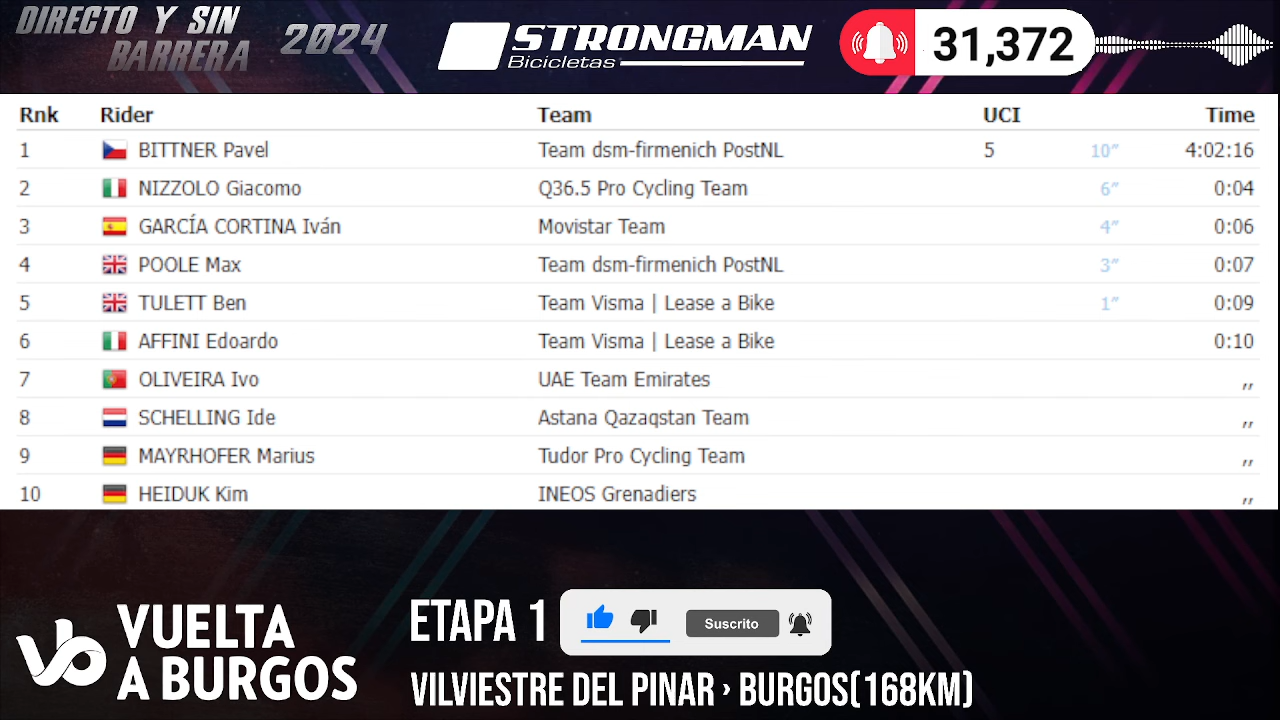 DIRECTO Y SIN
BARRERA 2024
STRONGMAN
Bicicletas
31,372
Rnk Rider Team UCI Time
1 BITTNER Pavel Team dsm-firmenich PostNL 5 10″ 4:02:16
2 NIZZOLO Giacomo Q36.5 Pro Cycling Team 6″ 0:04
3 GARCÍA CORTINA Iván Movistar Team 4″ 0:06
4 POOLE Max Team dsm-firmenich PostNL 3″ 0:07
5 TULETT Ben Team Visma | Lease a Bike 1″ 0:09
6 AFFINI Edoardo Team Visma | Lease a Bike 0:10
7 OLIVEIRA Ivo UAE Team Emirates ,,
8 SCHELLING Ide Astana Qazaqstan Team ,,
9 MAYRHOFER Marius Tudor Pro Cycling Team ,,
10 HEIDUK Kim INEOS Grenadiers ,,
vb VUELTA
A BURGOS
ETAPA 1
Suscrito
VILVIESTRE DEL PINAR › BURGOS(168KM)